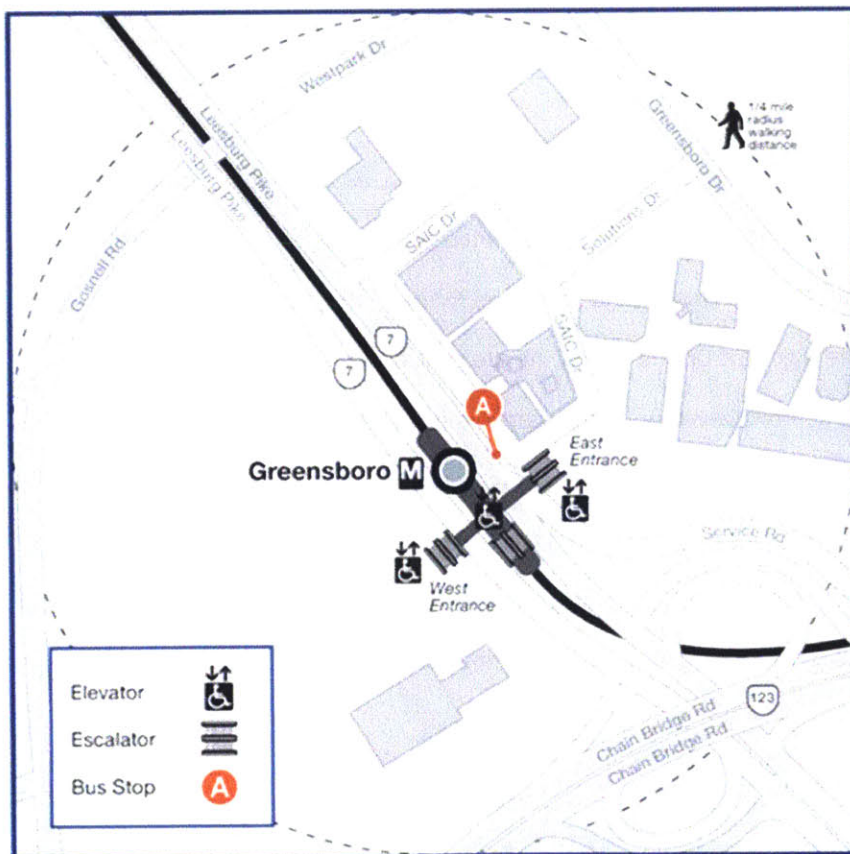 Westpark Dr
Leesburg Pike
Leesburg Pike
Greensboro Dr
1/4 mile
radius
walking
distance
Gosnell Rd
SAIC Dr
Solutions Dr
SAIC Dr
7
7
A
East
Entrance
Greensboro M
Service Rd
West
Entrance
123
Chain Bridge Rd
Chain Bridge Rd
Elevator
Escalator
Bus Stop A